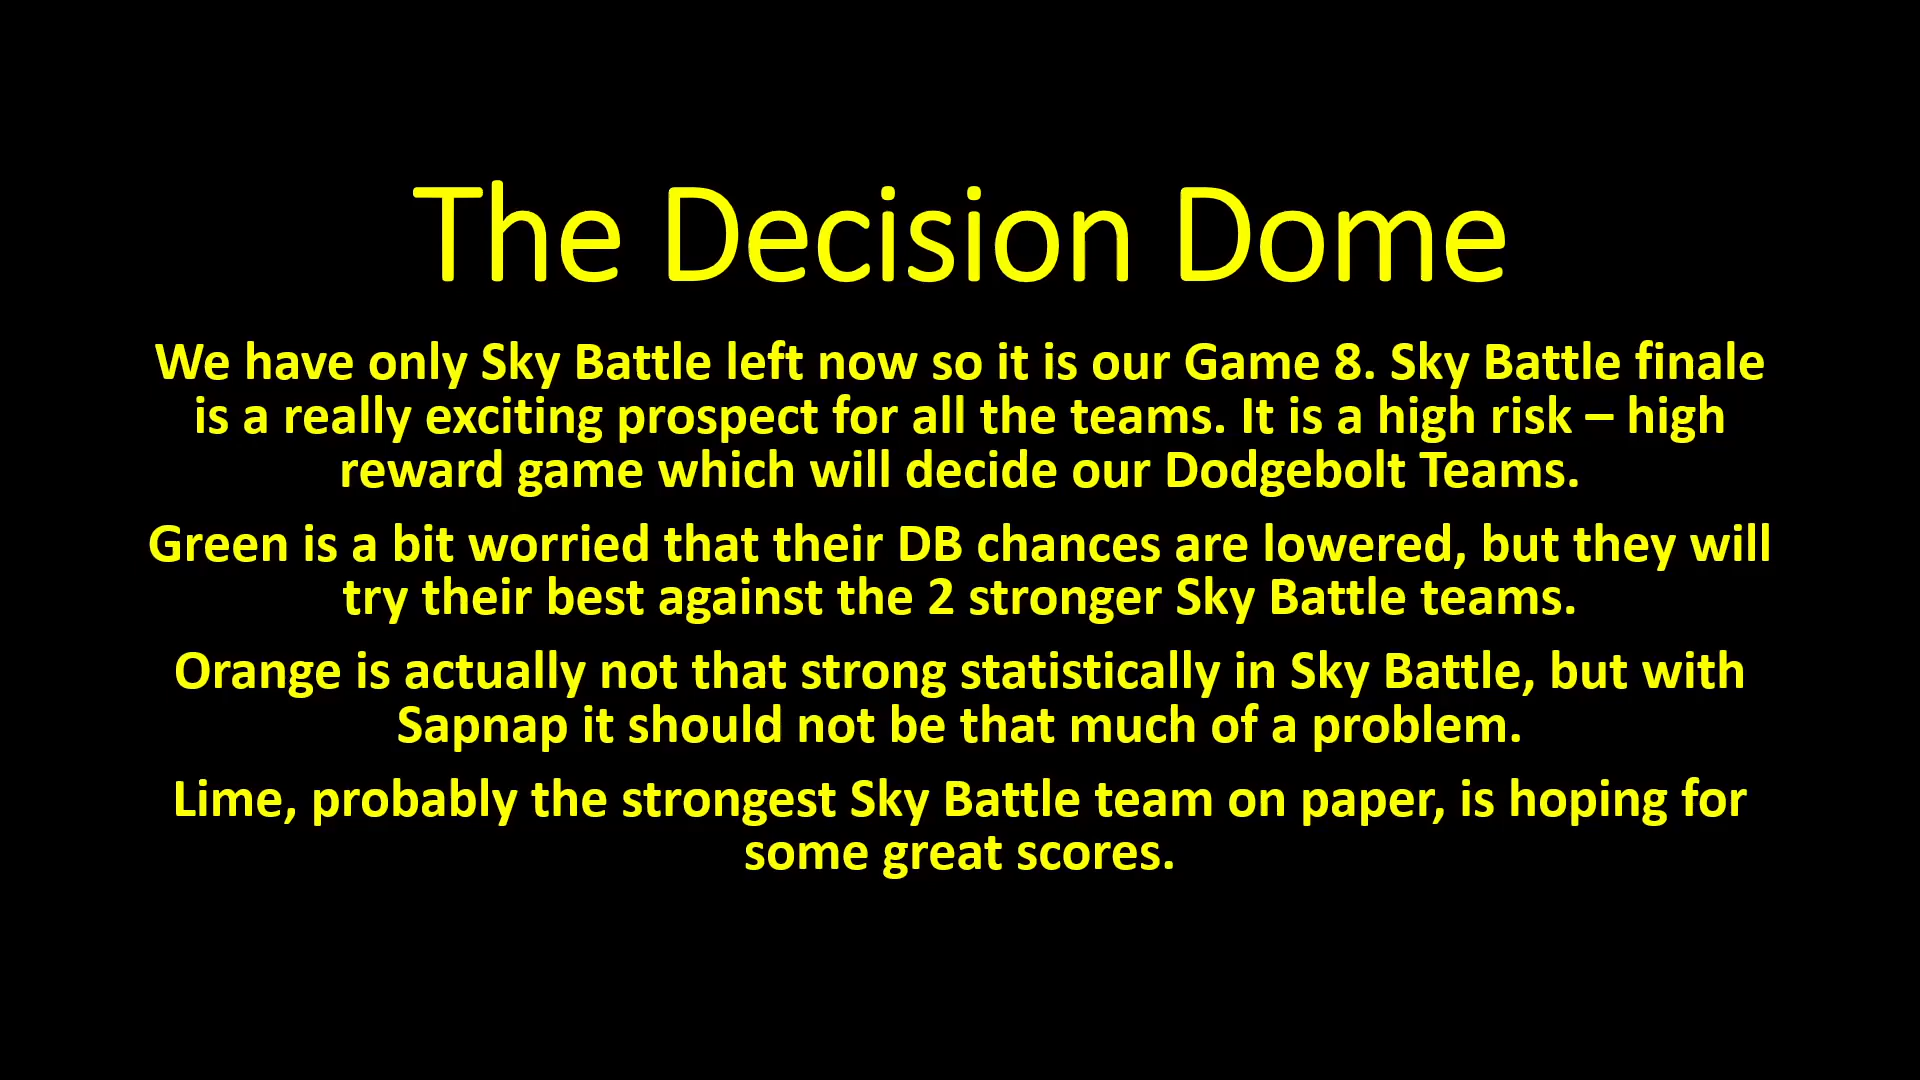 The Decision Dome
We have only Sky Battle left now so it is our Game 8. Sky Battle finale
is a really exciting prospect for all the teams. It is a high risk – high
reward game which will decide our Dodgebolt Teams.
Green is a bit worried that their DB chances are lowered, but they will
try their best against the 2 stronger Sky Battle teams.
Orange is actually not that strong statistically in Sky Battle, but with
Sapnap it should not be that much of a problem.
Lime, probably the strongest Sky Battle team on paper, is hoping for
some great scores.